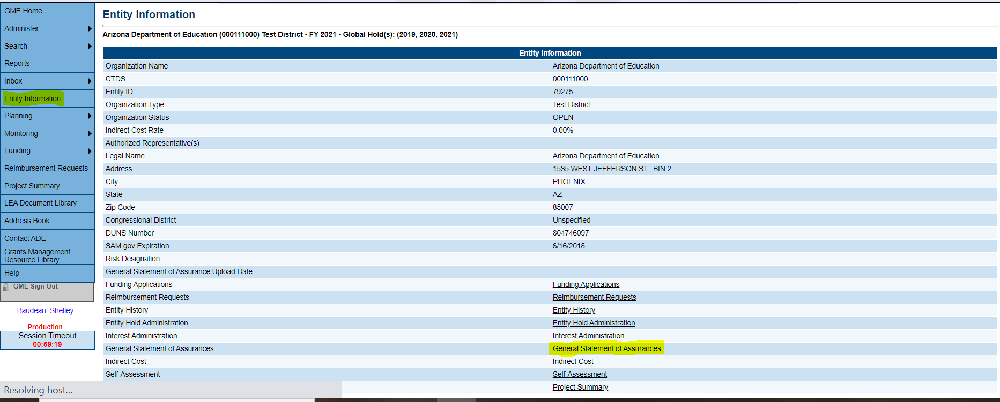 GME Home
Administer
Search
Reports
Inbox
Entity Information
Planning
Monitoring
Funding
Reimbursement Requests
Project Summary
LEA Document Library
Address Book
Contact ADE
Grants Management
Resource Library
Help
GME Sign Out
Baudean, Shelley
Production
Session Timeout
00:59:19
Entity Information
Arizona Department of Education (000111000) Test District - FY 2021 - Global Hold(s): (2019, 2020, 2021)
Entity Information
Organization Name Arizona Department of Education
CTDS 000111000
Entity ID 79275
Organization Type Test District
Organization Status OPEN
Indirect Cost Rate 0.00%
Authorized Representative(s)
Legal Name Arizona Department of Education
Address 1535 WEST JEFFERSON ST., BIN 2
City PHOENIX
State AZ
Zip Code 85007
Congressional District Unspecified
DUNS Number 804746097
SAM.gov Expiration 6/16/2018
Risk Designation
General Statement of Assurance Upload Date
Funding Applications Funding Applications
Reimbursement Requests Reimbursement Requests
Entity History Entity History
Entity Hold Administration Entity Hold Administration
Interest Administration Interest Administration
General Statement of Assurances General Statement of Assurances
Indirect Cost Indirect Cost
Self-Assessment Self-Assessment
Project Summary
Resolving host...